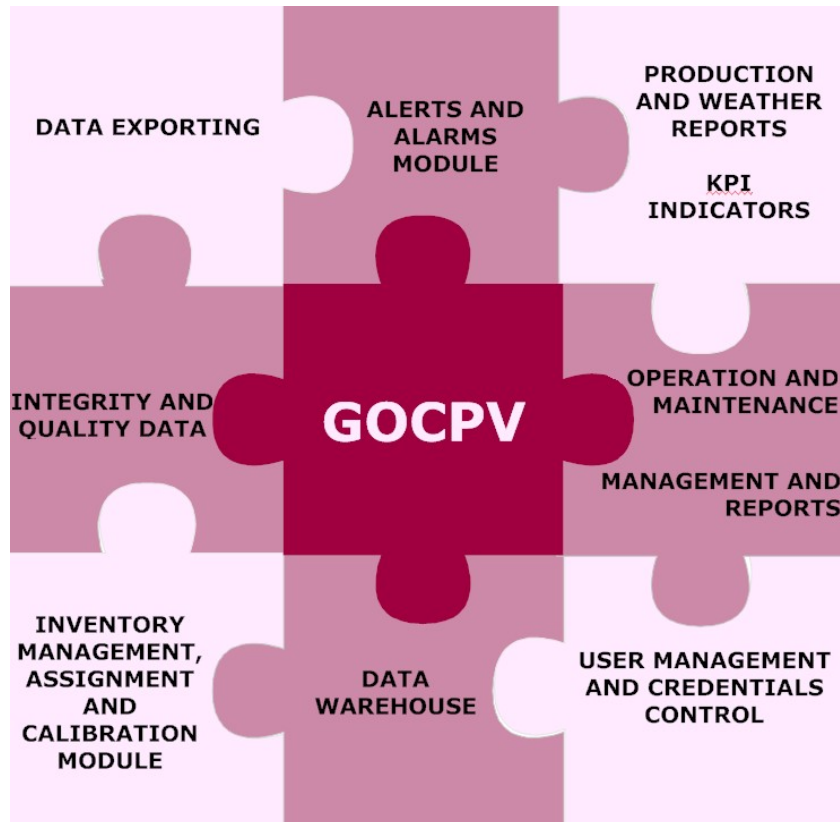 DATA EXPORTING
ALERTS AND
ALARMS
MODULE
PRODUCTION
AND WEATHER
REPORTS
KPI
INDICATORS
INTEGRITY AND
QUALITY DATA
GOCPV
OPERATION AND
MAINTENANCE
MANAGEMENT AND
REPORTS
INVENTORY
MANAGEMENT,
ASSIGNMENT
AND
CALIBRATION
MODULE
DATA
WAREHOUSE
USER MANAGEMENT
AND CREDENTIALS
CONTROL